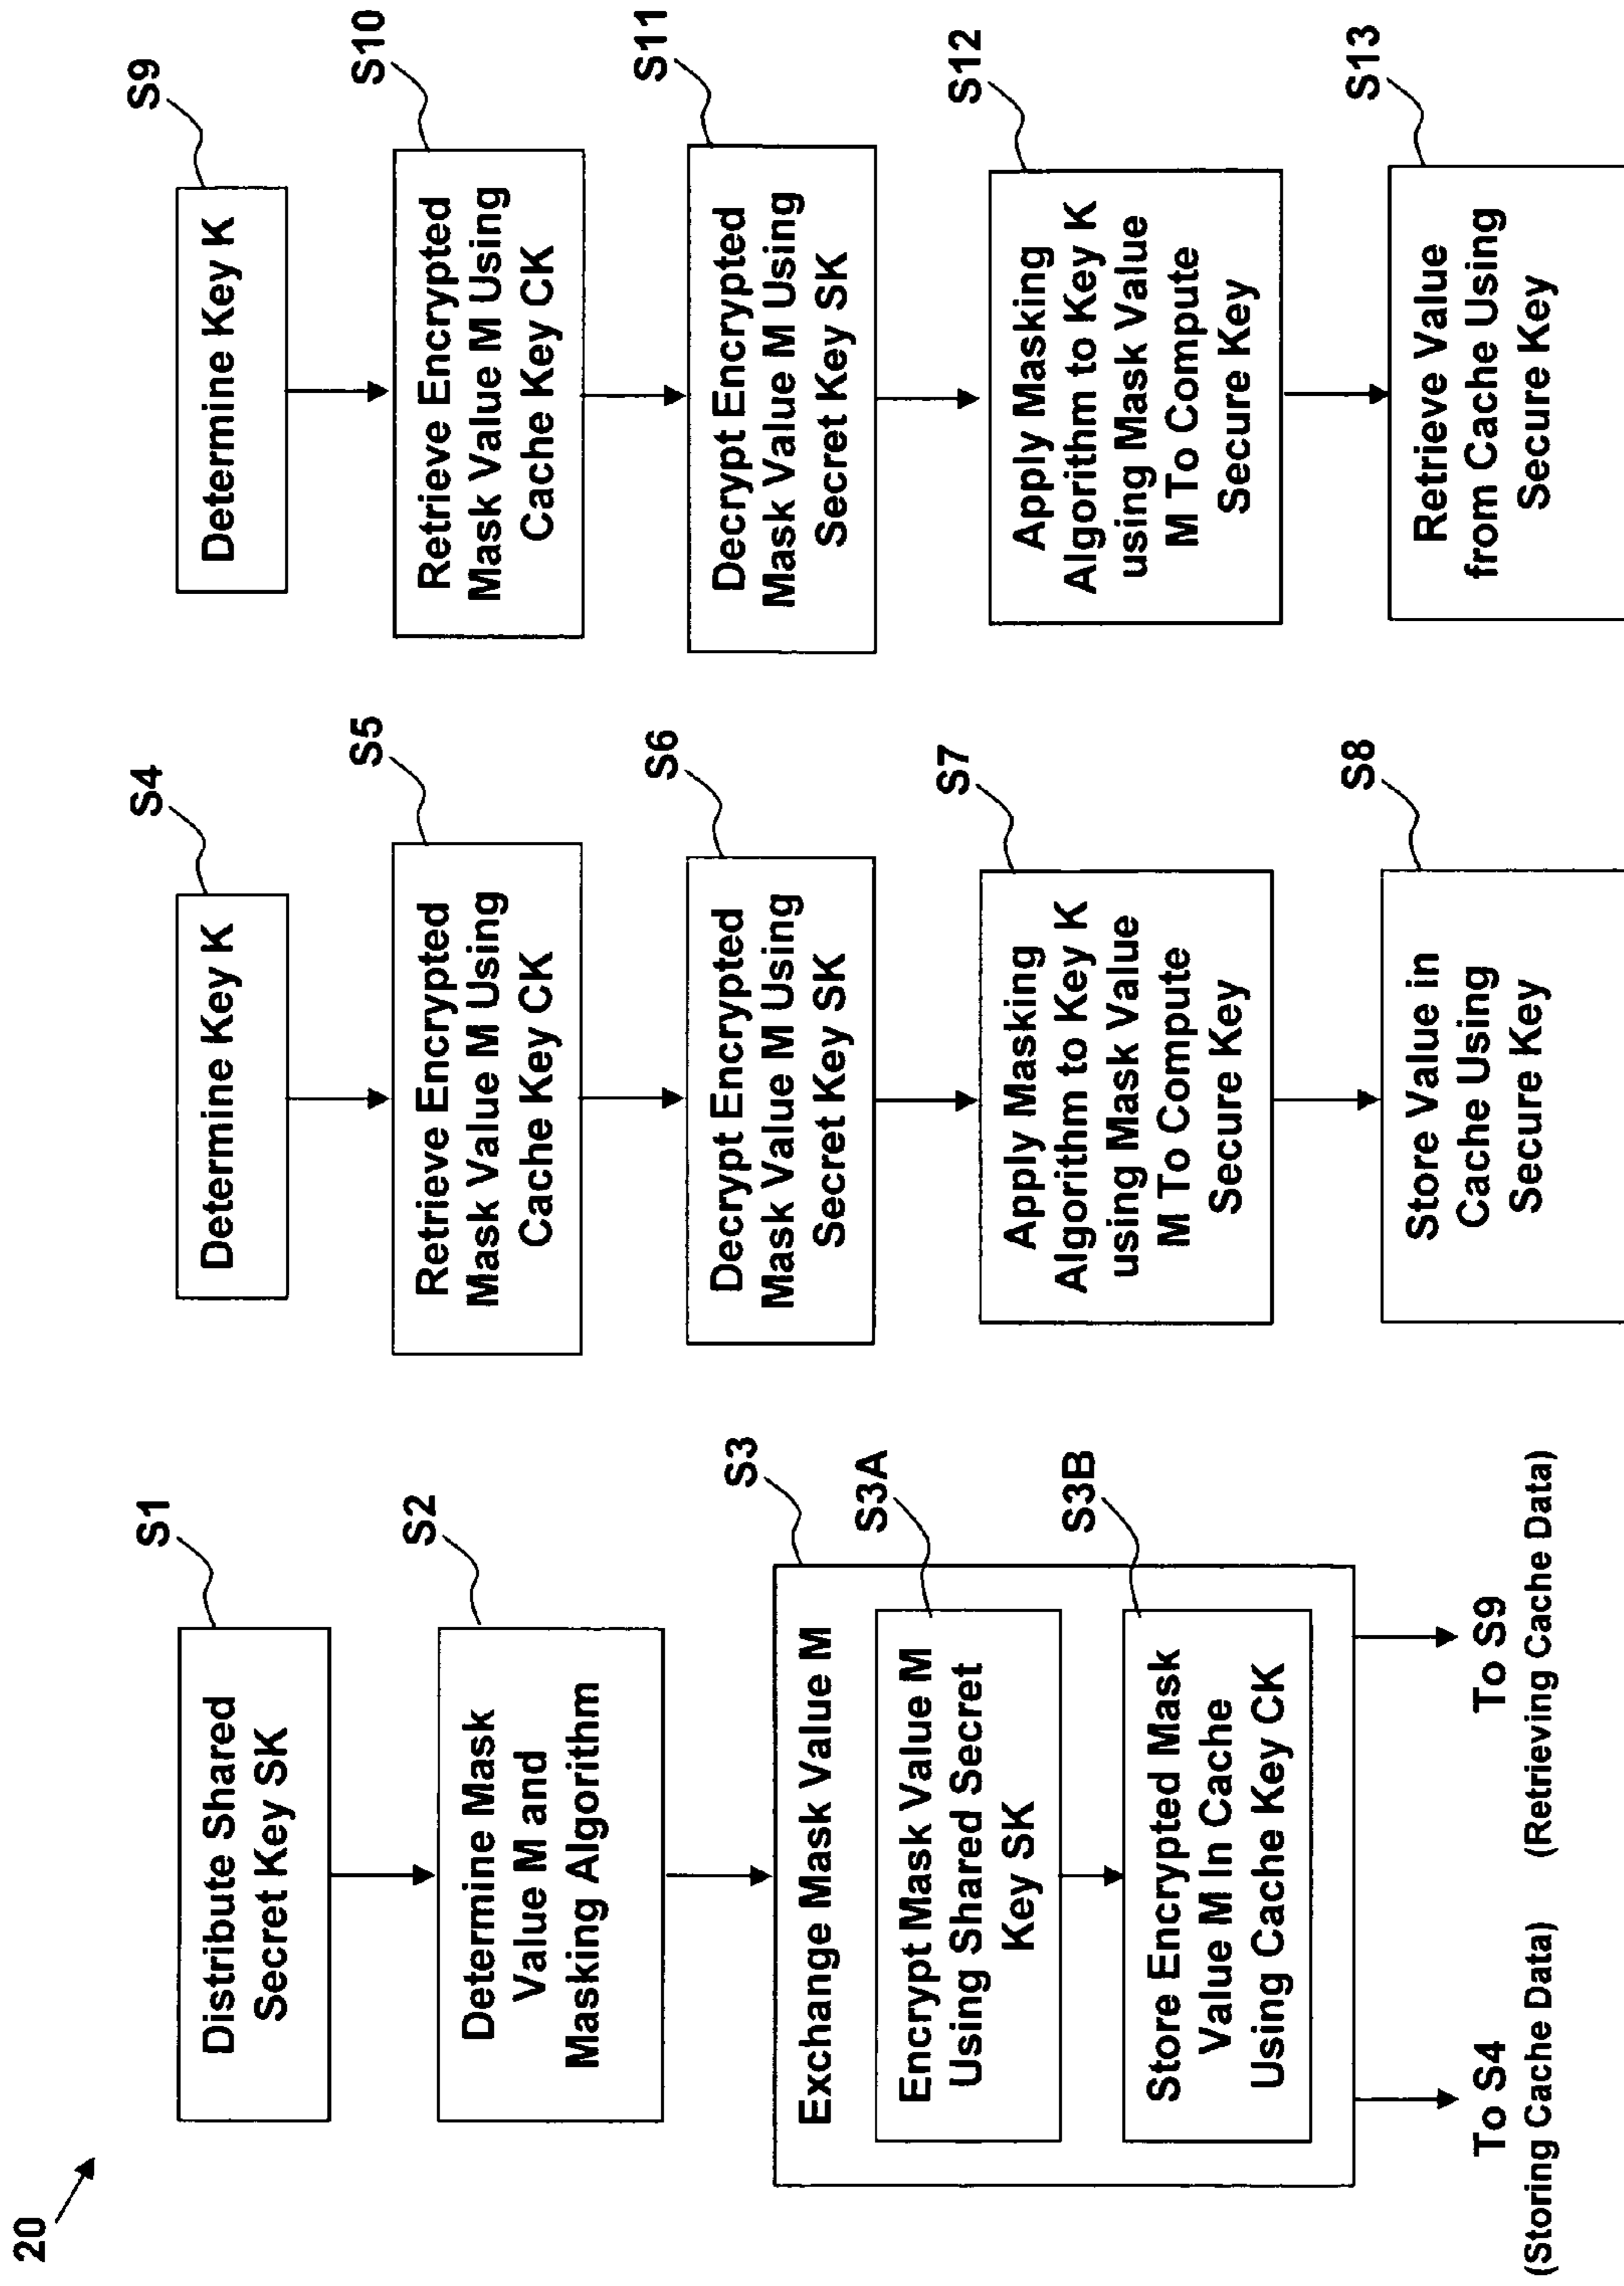 20
S1
Distribute Shared
Secret Key SK
S2
Determine Mask
Value M and
Masking Algorithm
S3
Exchange Mask Value M
S3A
Encrypt Mask Value M
Using Shared Secret
Key SK
S3B
Store Encrypted Mask
Value M In Cache
Using Cache Key CK
To S4
(Storing Cache Data)
To S9
(Retrieving Cache Data)
S4
Determine Key K
S5
Retrieve Encrypted
Mask Value M Using
Cache Key CK
S6
Decrypt Encrypted
Mask Value M Using
Secret Key SK
S7
Apply Masking
Algorithm to Key K
using Mask Value
M To Compute
Secure Key
S8
Store Value in
Cache Using
Secure Key
S9
Determine Key K
S10
Retrieve Encrypted
Mask Value M Using
Cache Key CK
S11
Decrypt Encrypted
Mask Value M Using
Secret Key SK
S12
Apply Masking
Algorithm to Key K
using Mask Value
M To Compute
Secure Key
S13
Retrieve Value
from Cache Using
Secure Key